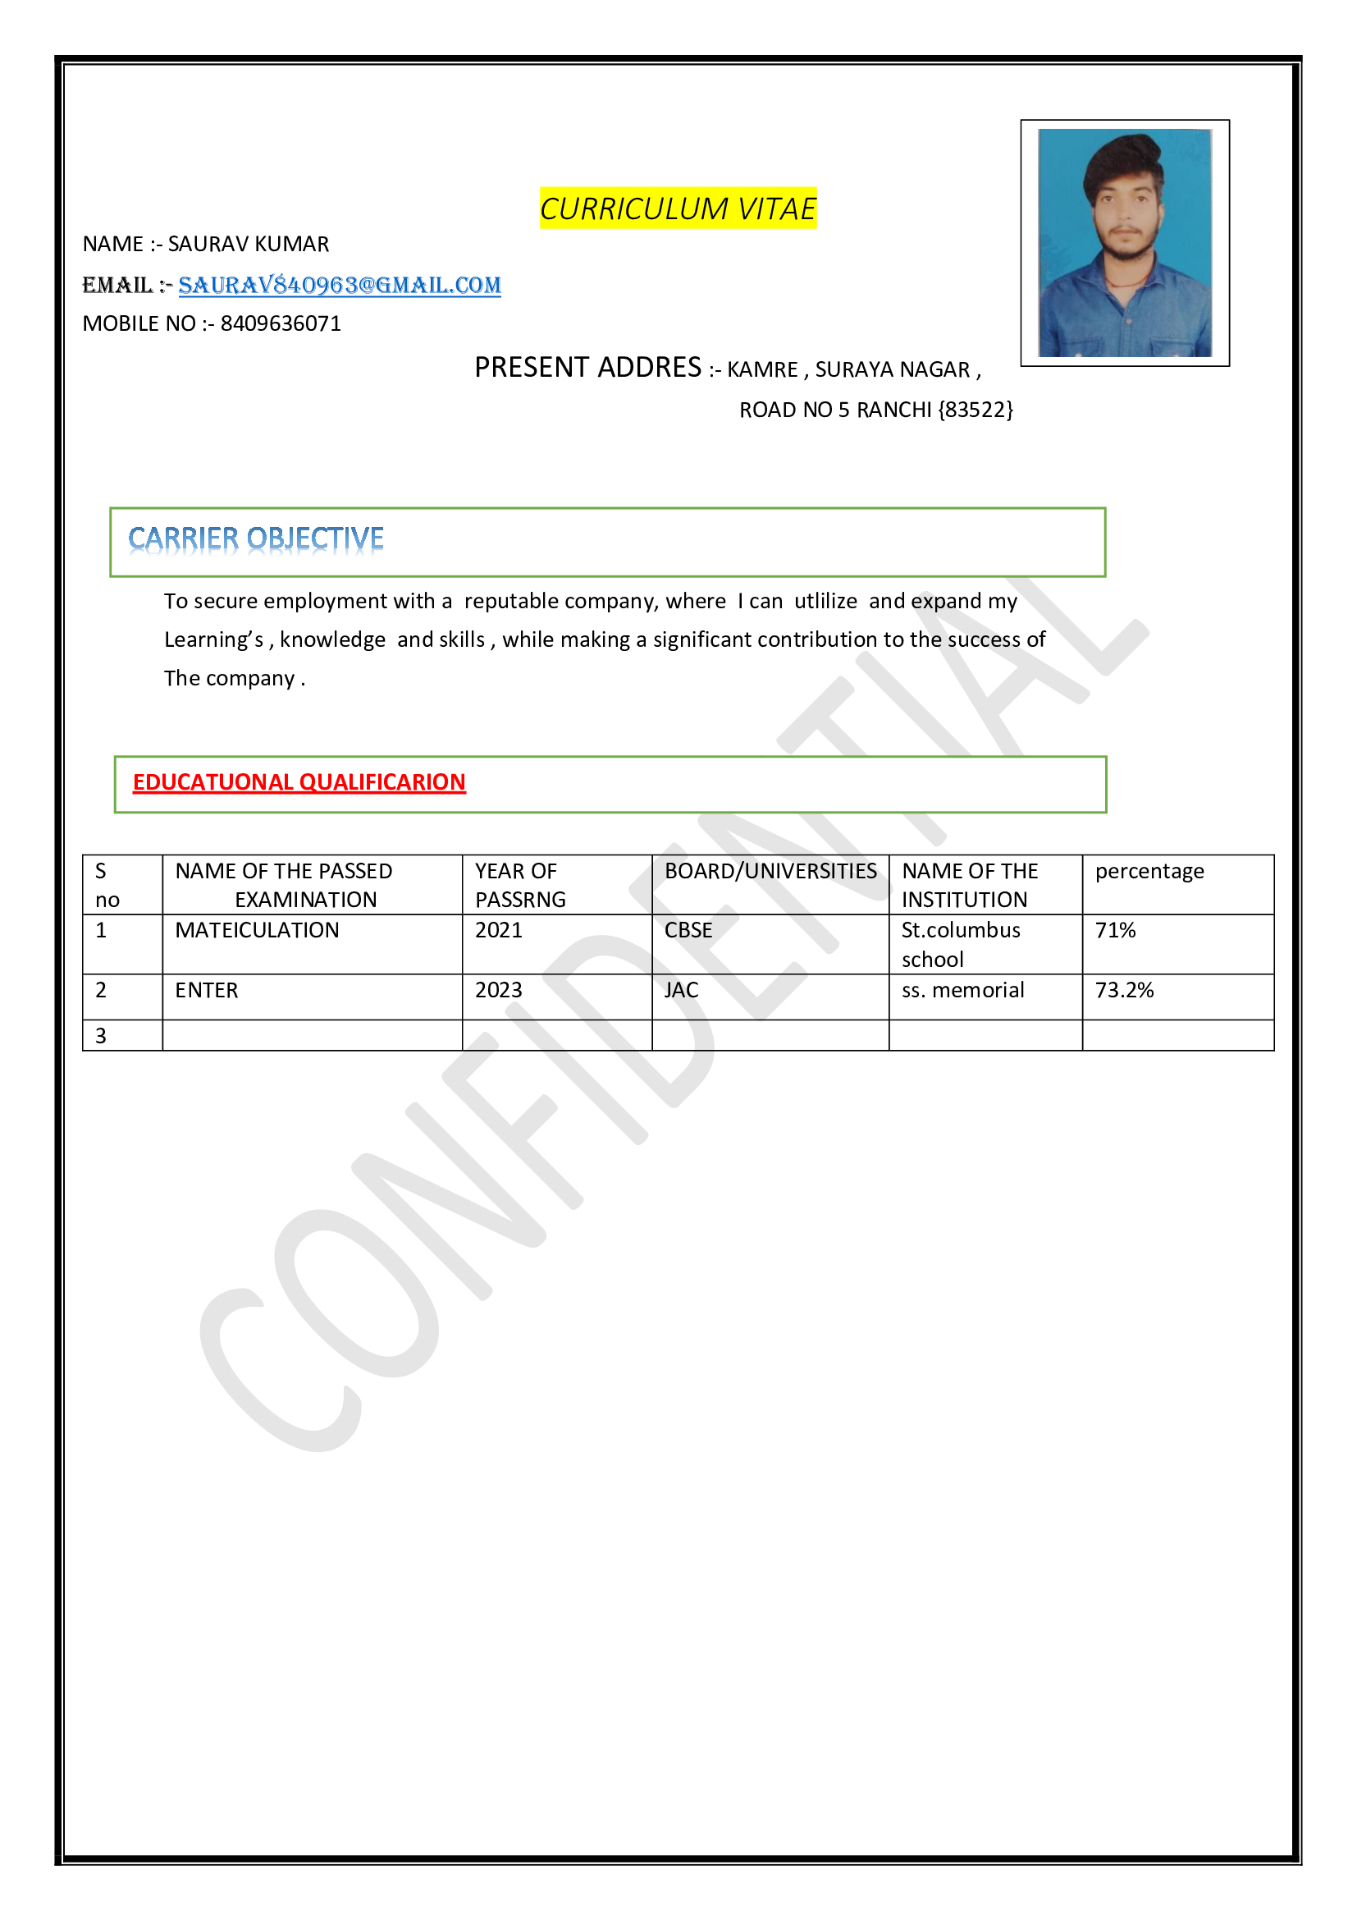 CURRICULUM VITAE
NAME :- SAURAV KUMAR
EMAIL :- SAURAV840963@GMAIL.COM
MOBILE NO :- 8409636071
PRESENT ADDRES :- KAMRE , SURAYA NAGAR ,
ROAD NO 5 RANCHI {83522}
CARRIER OBJECTIVE
To secure employment with a reputable company, where I can utlilize and expand my
Learning’s , knowledge and skills , while making a significant contribution to the success of
The company .
EDUCATUONAL QUALIFICARION
S no NAME OF THE PASSED EXAMINATION YEAR OF PASSRNG BOARD/UNIVERSITIES NAME OF THE INSTITUTION percentage
1 MATEICULATION 2021 CBSE St.columbus school 71%
2 ENTER 2023 JAC ss. memorial 73.2%
3
CONFIDENTIAL